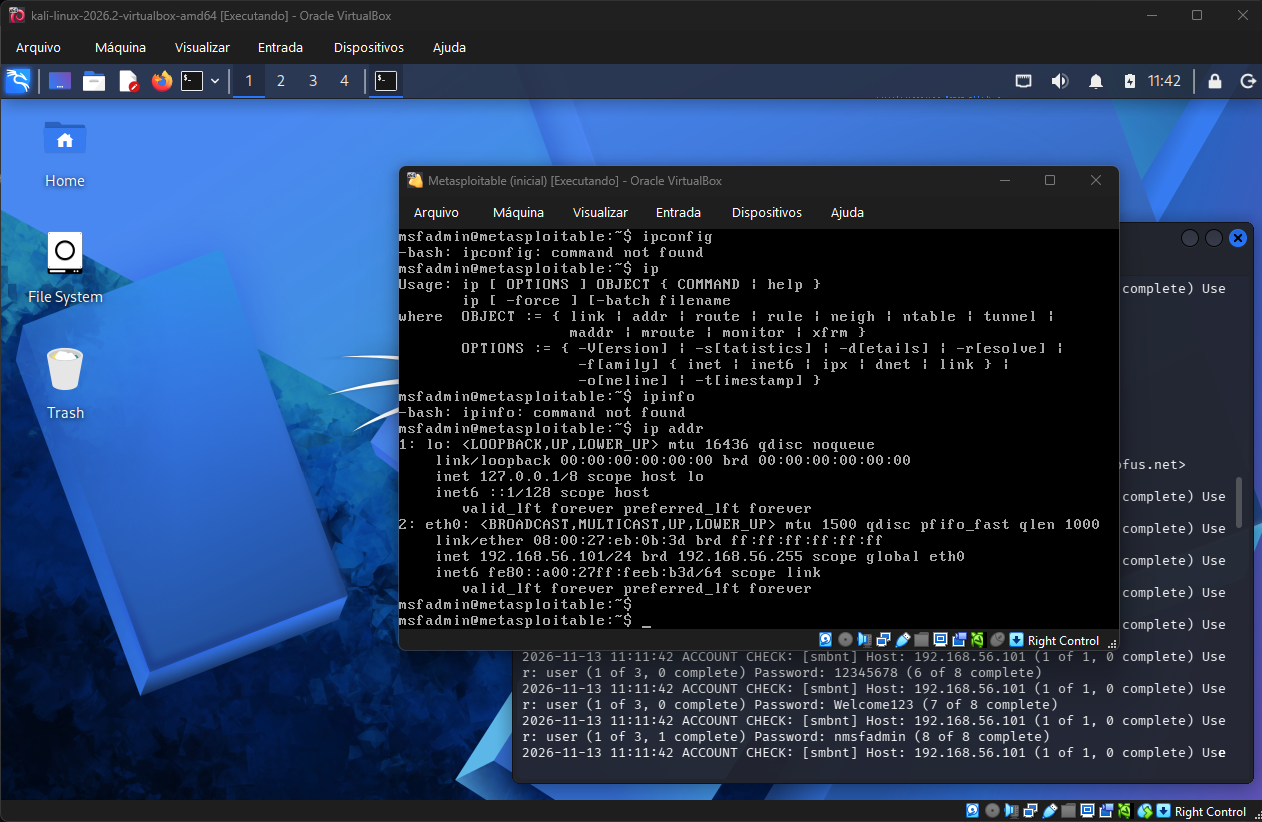 kali-linux-2026.2-virtualbox-amd64 [Executando] - Oracle VirtualBox
Arquivo Máquina Visualizar Entrada Dispositivos Ajuda
1 2 3 4 11:42
Home
File System
Trash
Metasploitable (inicial) [Executando] - Oracle VirtualBox
Arquivo Máquina Visualizar Entrada Dispositivos Ajuda
msfadmin@metasploitable:~$ ipconfig
-bash: ipconfig: command not found
msfadmin@metasploitable:~$ ip
Usage: ip [ OPTIONS ] OBJECT { COMMAND | help }
       ip [ -force ] [-batch filename
where  OBJECT := { link | addr | route | rule | neigh | ntable | tunnel |
                   maddr | mroute | monitor | xfrm }
       OPTIONS := { -V[ersion] | -s[tatistics] | -d[etails] | -r[esolve] |
                    -f[amily] { inet | inet6 | ipx | dnet | link } |
                    -o[neline] | -t[imestamp] }
msfadmin@metasploitable:~$ ipinfo
-bash: ipinfo: command not found
msfadmin@metasploitable:~$ ip addr
1: lo: <LOOPBACK,UP,LOWER_UP> mtu 16436 qdisc noqueue
    link/loopback 00:00:00:00:00:00 brd 00:00:00:00:00:00
    inet 127.0.0.1/8 scope host lo
    inet6 ::1/128 scope host
       valid_lft forever preferred_lft forever
2: eth0: <BROADCAST,MULTICAST,UP,LOWER_UP> mtu 1500 qdisc pfifo_fast qlen 1000
    link/ether 08:00:27:eb:0b:3d brd ff:ff:ff:ff:ff:ff
    inet 192.168.56.101/24 brd 192.168.56.255 scope global eth0
    inet6 fe80::a00:27ff:feeb:b3d/64 scope link
       valid_lft forever preferred_lft forever
msfadmin@metasploitable:~$
msfadmin@metasploitable:~$ _
Right Control
complete) Use
ofus.net>
complete) Use
complete) Use
complete) Use
complete) Use
complete) Use
2026-11-13 11:11:42 ACCOUNT CHECK: [smbnt] Host: 192.168.56.101 (1 of 1, 0 complete) Use
r: user (1 of 3, 0 complete) Password: 12345678 (6 of 8 complete)
2026-11-13 11:11:42 ACCOUNT CHECK: [smbnt] Host: 192.168.56.101 (1 of 1, 0 complete) Use
r: user (1 of 3, 0 complete) Password: Welcome123 (7 of 8 complete)
2026-11-13 11:11:42 ACCOUNT CHECK: [smbnt] Host: 192.168.56.101 (1 of 1, 0 complete) Use
r: user (1 of 3, 1 complete) Password: nmsfadmin (8 of 8 complete)
2026-11-13 11:11:42 ACCOUNT CHECK: [smbnt] Host: 192.168.56.101 (1 of 1, 0 complete) Use
Right Control